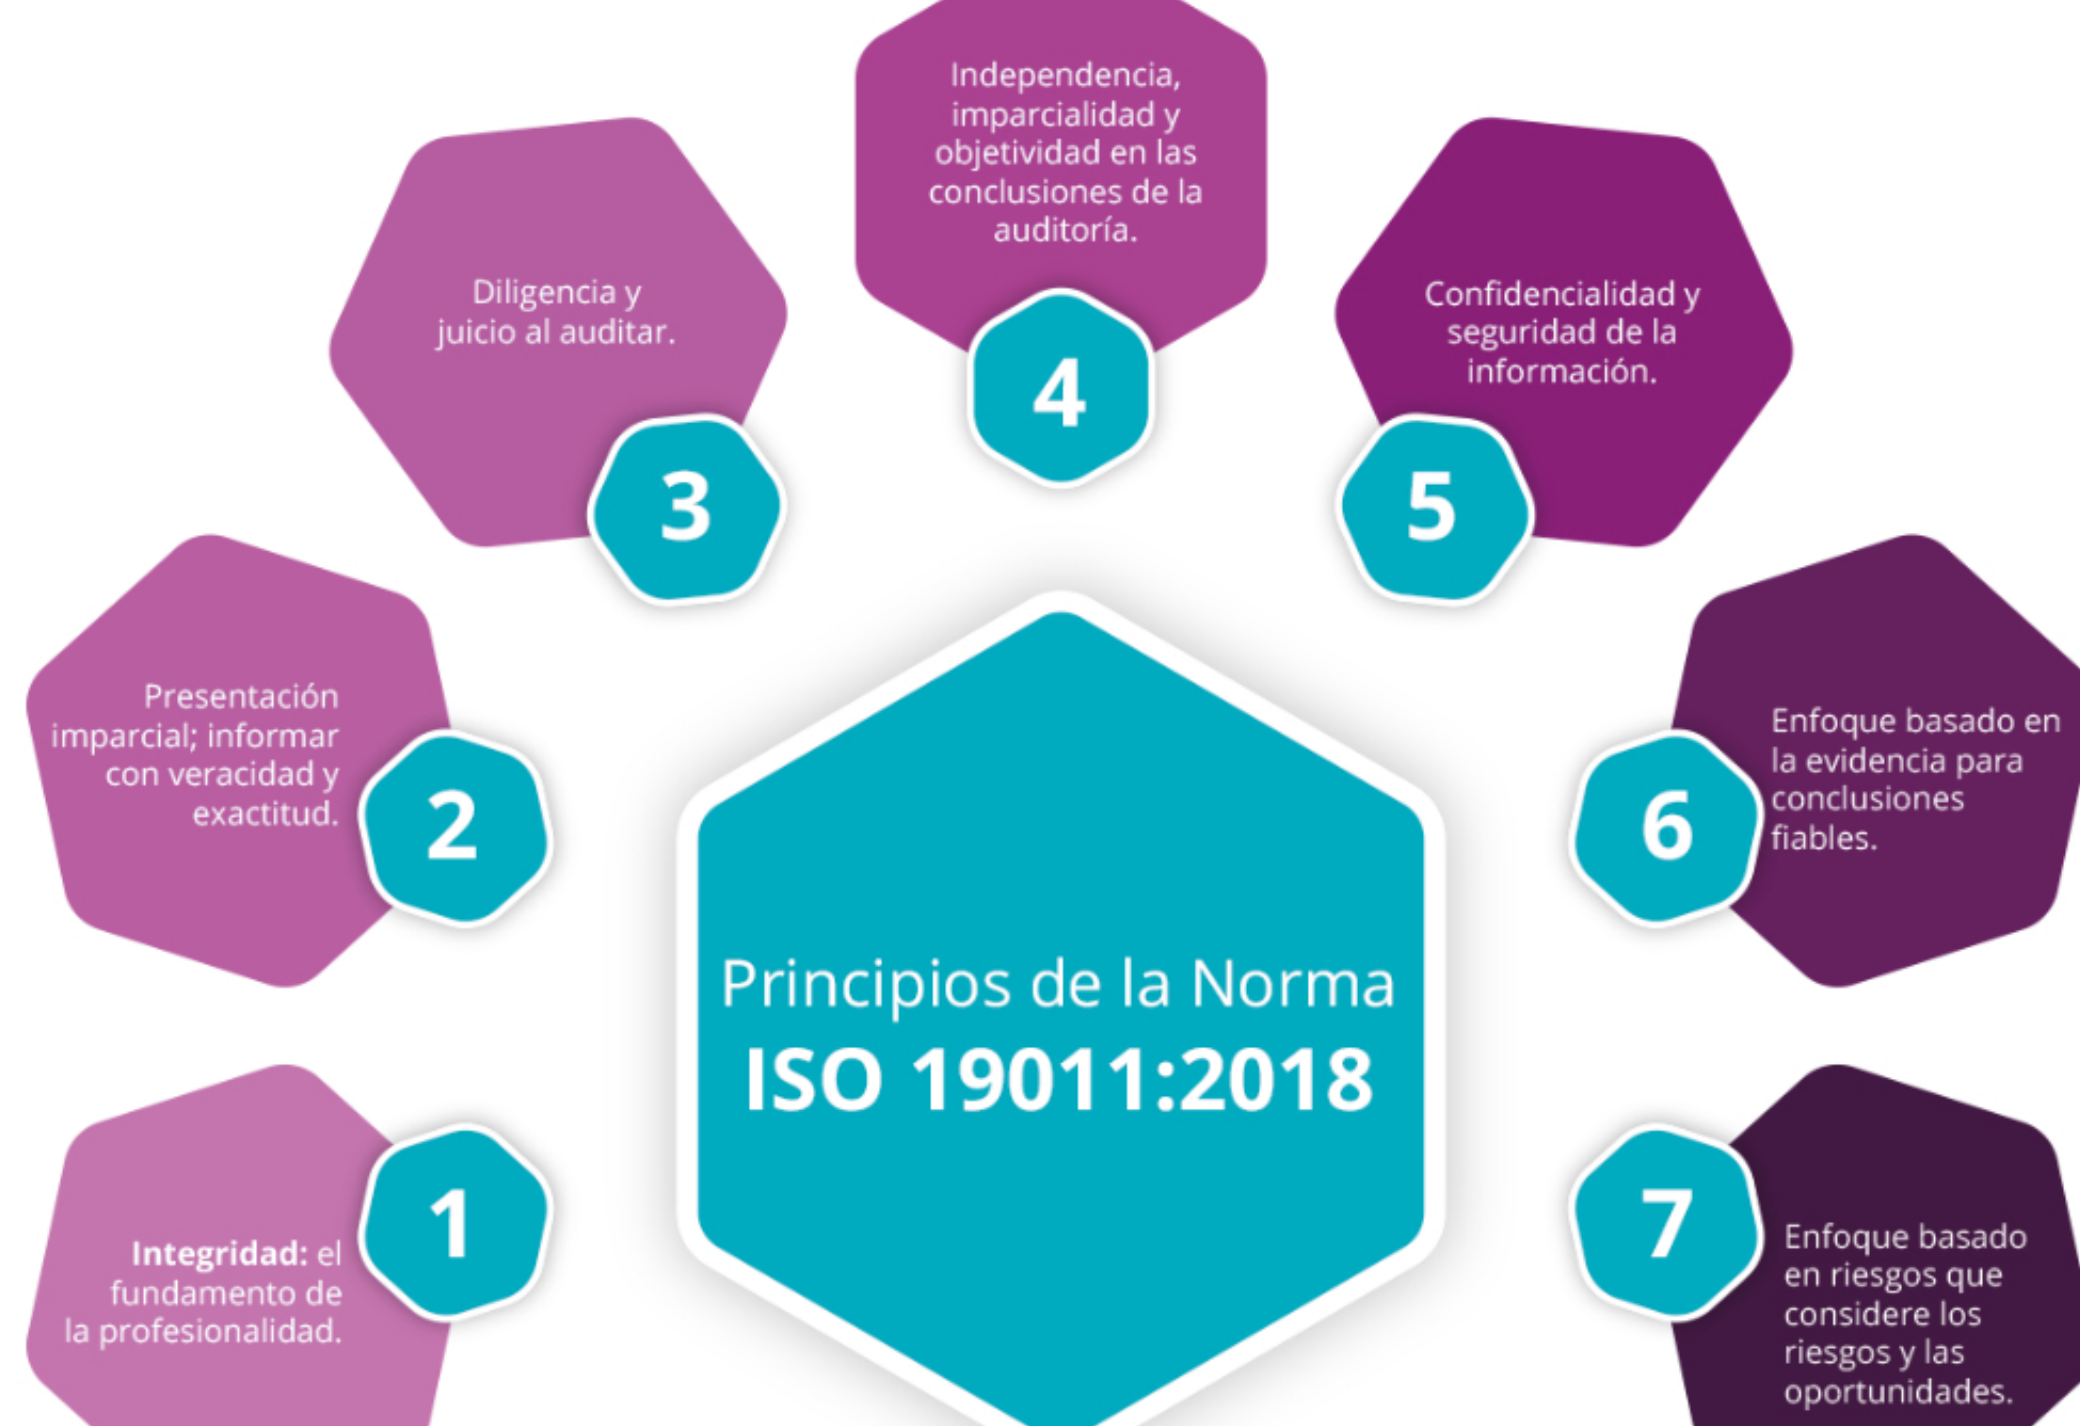 Independencia,
imparcialidad y
objetividad en las
conclusiones de la
auditoría.
4
Diligencia y
juicio al auditar.
3
Confidencialidad y
seguridad de la
información.
5
Presentación
imparcial; informar
con veracidad y
exactitud.
2
Enfoque basado en
la evidencia para
conclusiones
fiables.
6
Principios de la Norma
ISO 19011:2018
Integridad: el
fundamento de
la profesionalidad.
1
Enfoque basado
en riesgos que
considere los
riesgos y las
oportunidades.
7